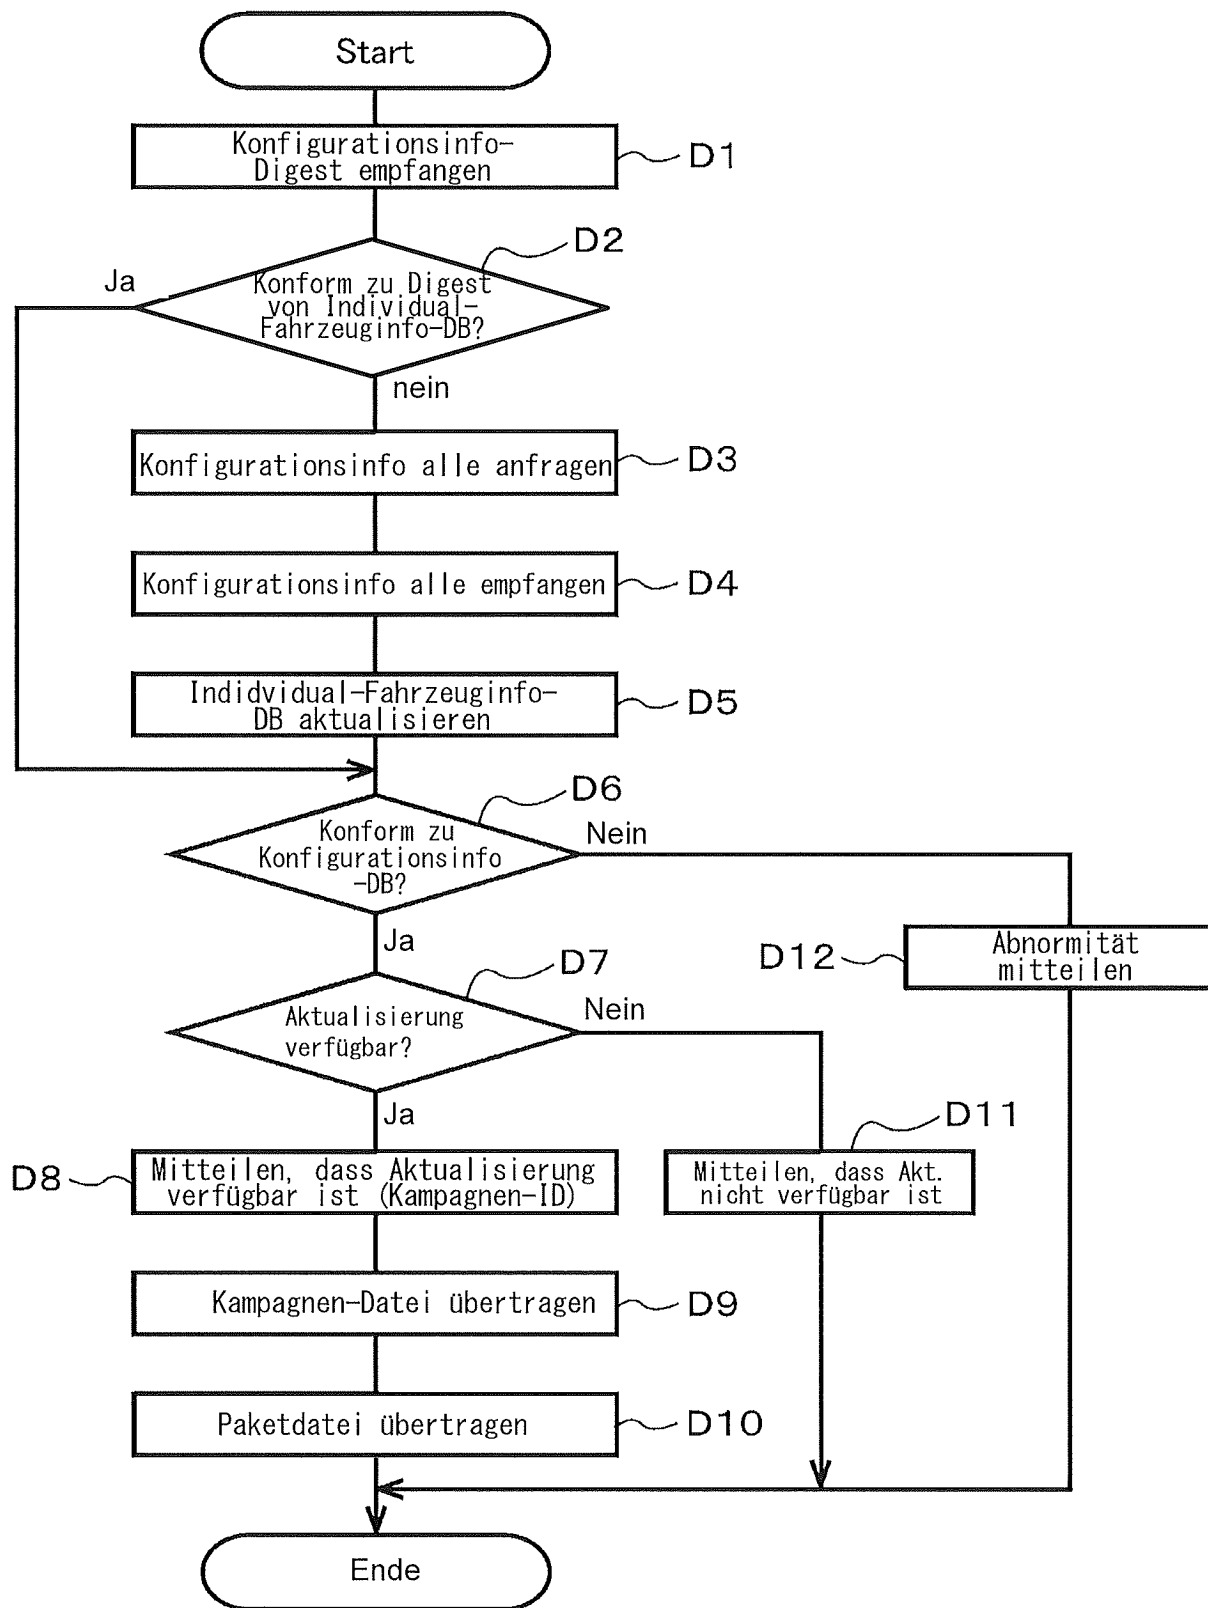 Start
Konfigurationsinfo-
Digest empfangen
D1
D2
Ja
Konform zu Digest
von Individual-
Fahrzeuginfo-DB?
nein
Konfigurationsinfo alle anfragen
D3
Konfigurationsinfo alle empfangen
D4
Indidvidual-Fahrzeuginfo-
DB aktualisieren
D5
D6
Konform zu
Konfigurationsinfo
-DB?
Nein
Ja
Abnormität
mitteilen
D12
D7
Aktualisierung
verfügbar?
Nein
Ja
D11
D8
Mitteilen, dass Aktualisierung
verfügbar ist (Kampagnen-ID)
Mitteilen, dass Akt.
nicht verfügbar ist
Kampagnen-Datei übertragen
D9
Paketdatei übertragen
D10
Ende